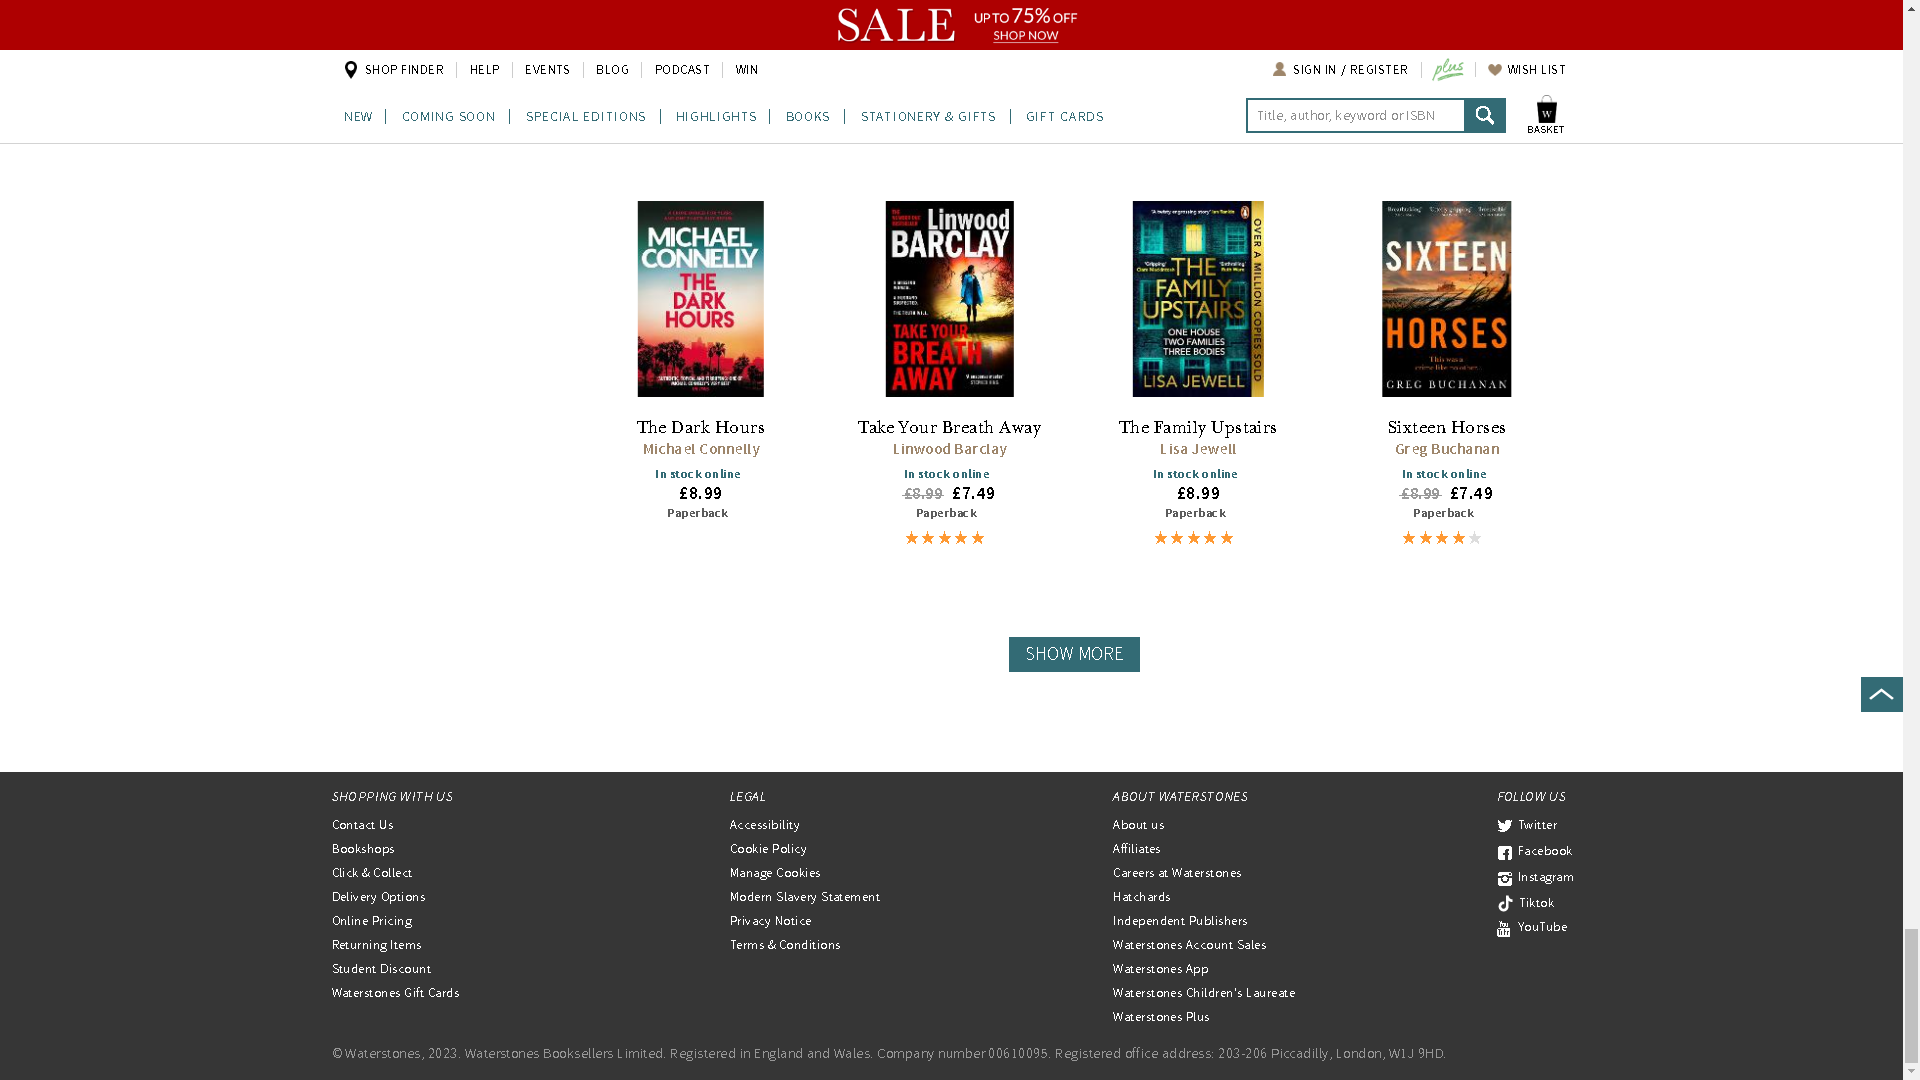 SALE UP TO 75% OFF
SHOP NOW
SHOP FINDER HELP EVENTS BLOG PODCAST WIN SIGN IN / REGISTER plus WISH LIST
NEW COMING SOON SPECIAL EDITIONS HIGHLIGHTS BOOKS STATIONERY & GIFTS GIFT CARDS Title, author, keyword or ISBN W BASKET
MICHAEL
CONNELLY
THE
DARK
HOURS
Linwood
BARCLAY
THE TRUTH WILL.
TAKE YOUR
BREATH
AWAY
THE
FAMILY
UPSTAIRS
ONE HOUSE
TWO FAMILIES
THREE BODIES
LISA JEWELL
OVER A MILLION COPIES SOLD
SIXTEEN
HORSES
This was a
crime like no other...
GREG BUCHANAN
The Dark Hours Take Your Breath Away The Family Upstairs Sixteen Horses
Michael Connelly Linwood Barclay Lisa Jewell Greg Buchanan
In stock online In stock online In stock online In stock online
£8.99 £8.99 £7.49 £8.99 £8.99 £7.49
Paperback Paperback Paperback Paperback
SHOW MORE
SHOPPING WITH US
Contact Us
Bookshops
Click & Collect
Delivery Options
Online Pricing
Returning Items
Student Discount
Waterstones Gift Cards
LEGAL
Accessibility
Cookie Policy
Manage Cookies
Modern Slavery Statement
Privacy Notice
Terms & Conditions
ABOUT WATERSTONES
About us
Affiliates
Careers at Waterstones
Hatchards
Independent Publishers
Waterstones Account Sales
Waterstones App
Waterstones Children's Laureate
Waterstones Plus
FOLLOW US
Twitter
Facebook
Instagram
Tiktok
YouTube
© Waterstones, 2023. Waterstones Booksellers Limited. Registered in England and Wales. Company number 00610095. Registered office address: 203-206 Piccadilly, London, W1J 9HD.